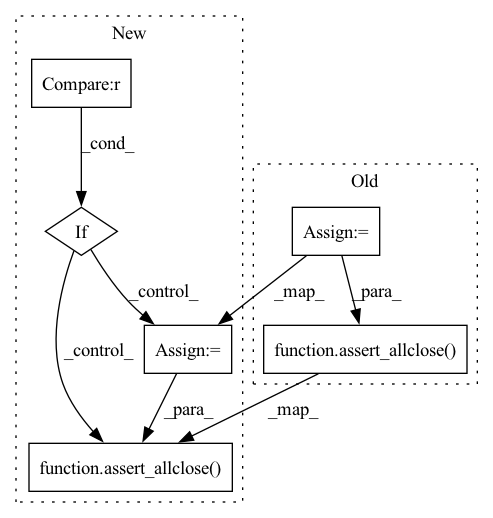 New
Compare:r
_cond_
Old
If
Assign:=
_control_
_map_
_para_
_control_
Assign:=
function.assert_allclose()
_para_
_map_
function.assert_allclose()